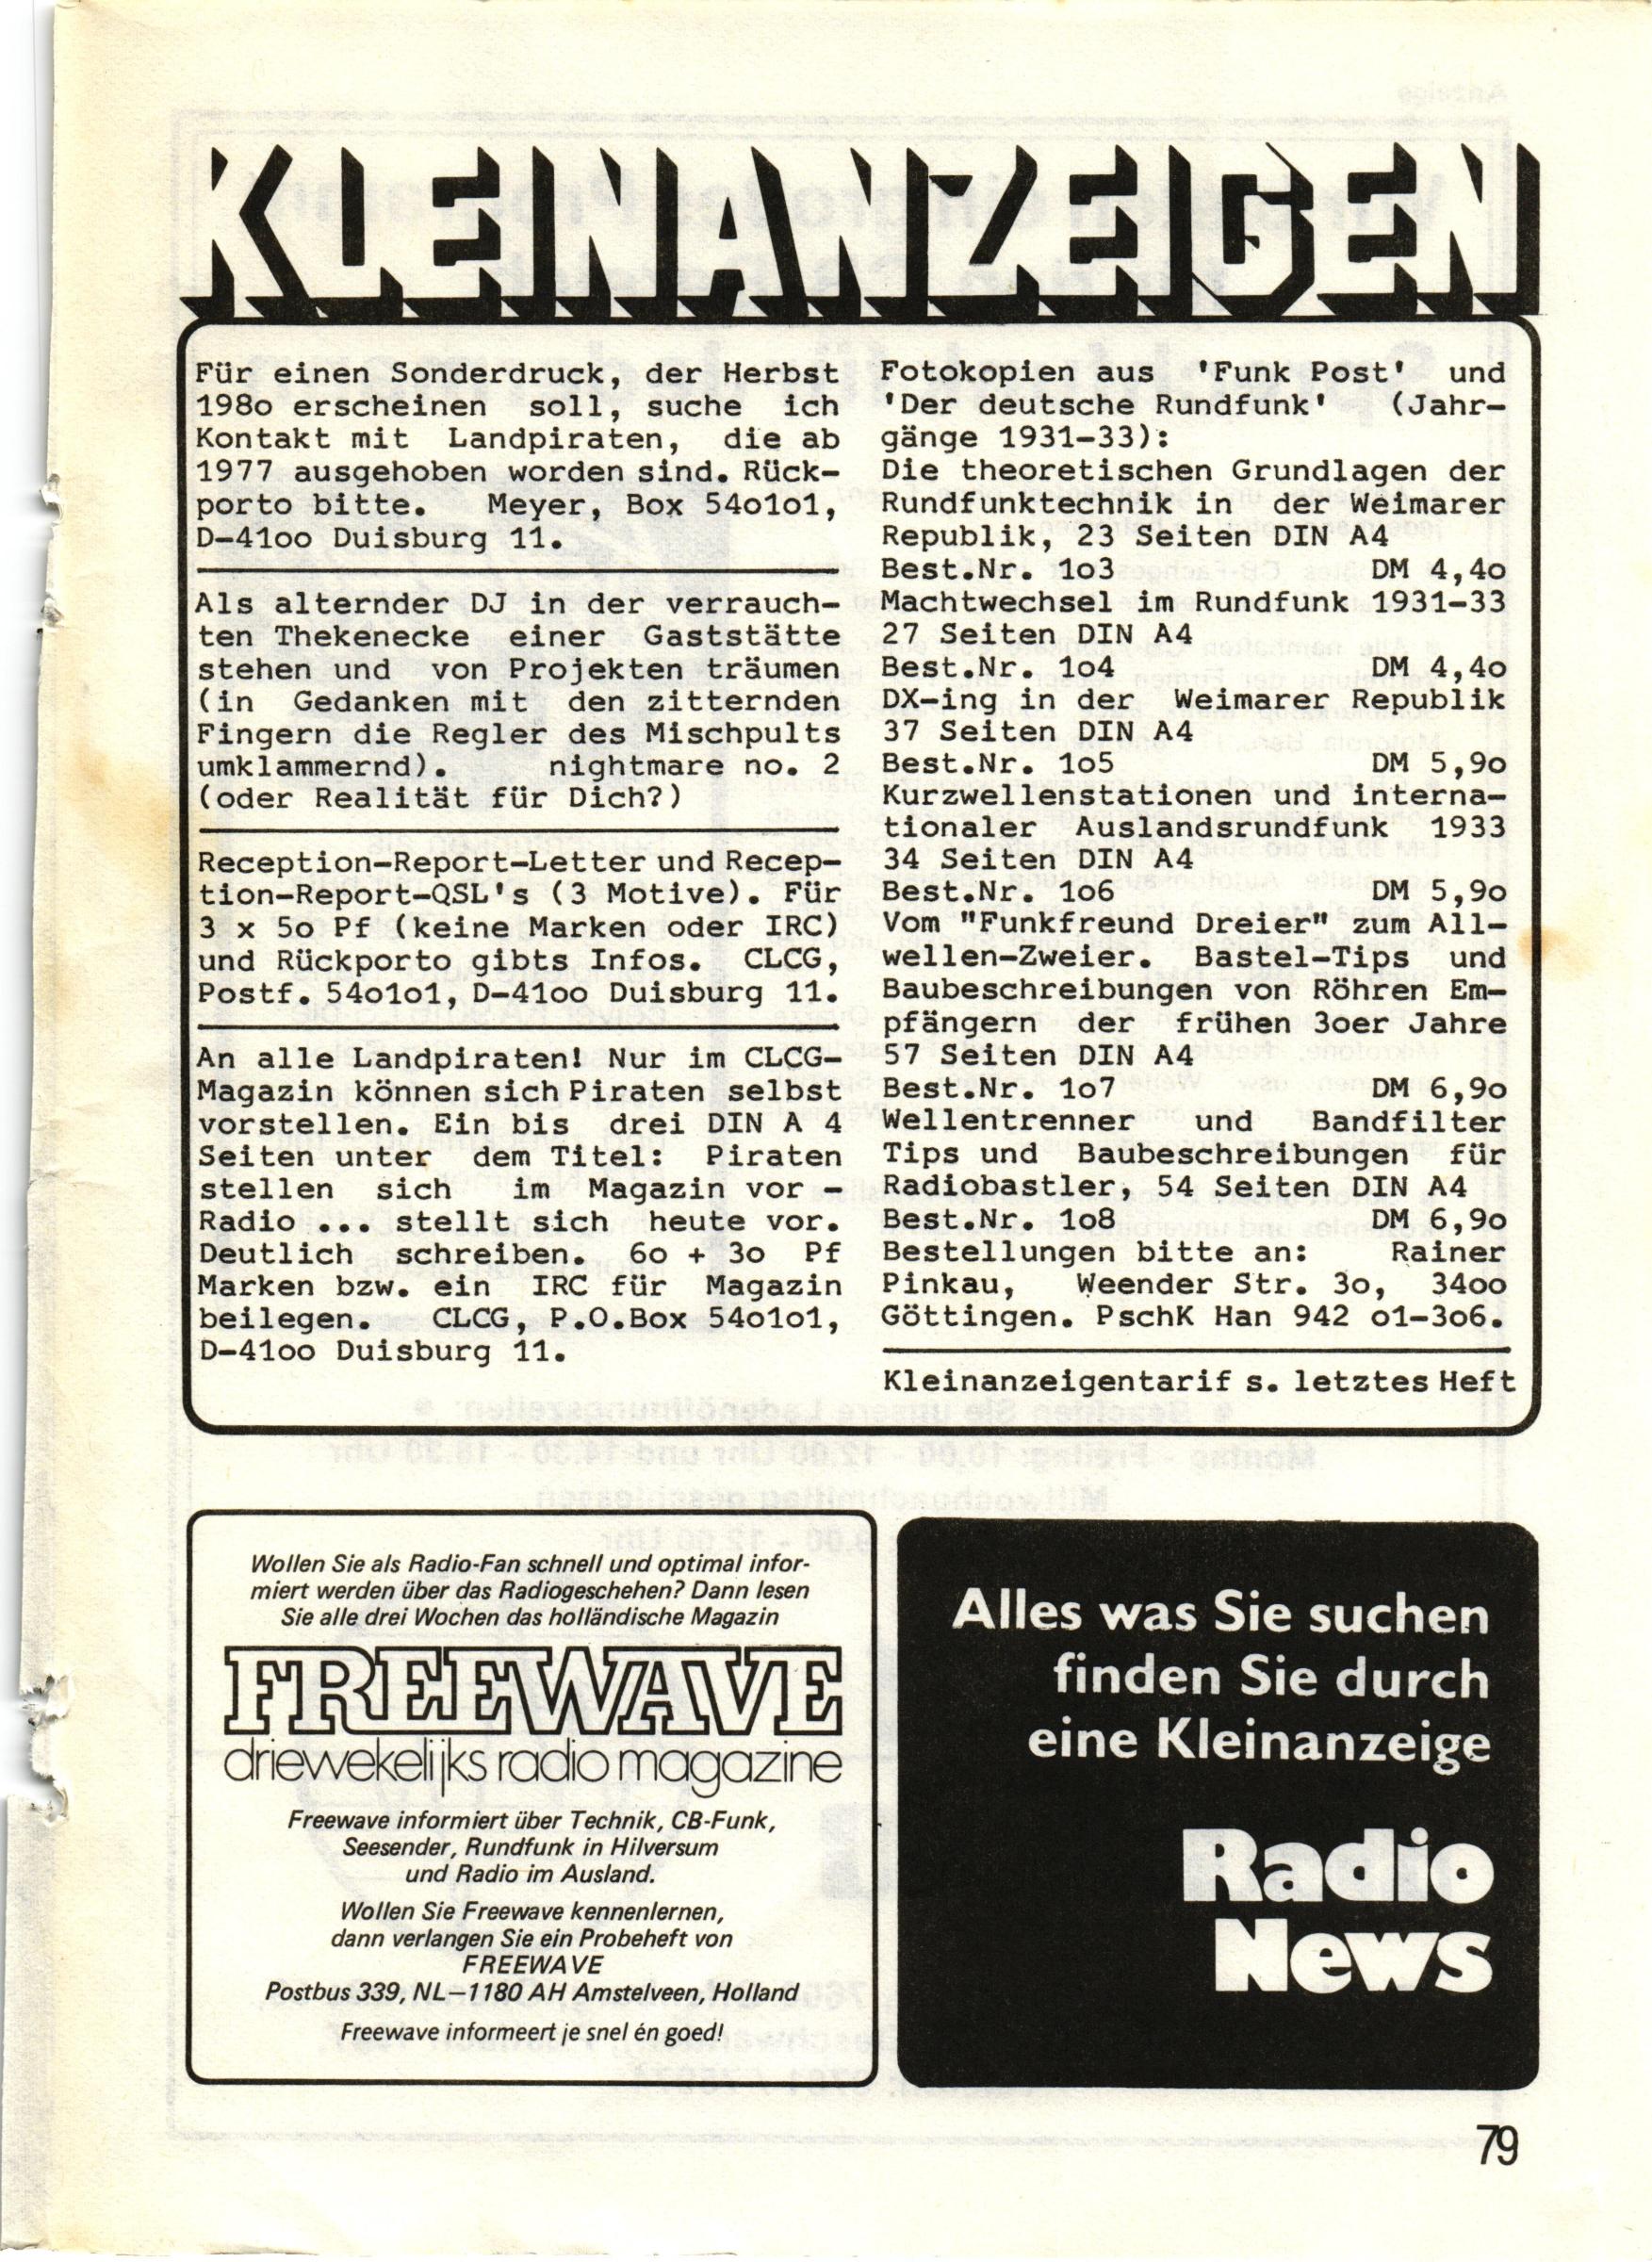 KLEINANZEIGEN
Für einen Sonderdruck, der Herbst
198o erscheinen soll, suche ich
Kontakt mit Landpiraten, die ab
1977 ausgehoben worden sind. Rück-
porto bitte. Meyer, Box 54o1o1,
D-41oo Duisburg 11.
Als alternder DJ in der verrauch-
ten Thekenecke einer Gaststätte
stehen und von Projekten träumen
(in Gedanken mit den zitternden
Fingern die Regler des Mischpults
umklammernd). nightmare no. 2
(oder Realität für Dich?)
Reception-Report-Letter und Recep-
tion-Report-QSL's (3 Motive). Für
3 x 5o Pf (keine Marken oder IRC)
und Rückporto gibts Infos. CLCG,
Postf. 54o1o1, D-41oo Duisburg 11.
An alle Landpiraten! Nur im CLCG-
Magazin können sich Piraten selbst
vorstellen. Ein bis drei DIN A 4
Seiten unter dem Titel: Piraten
stellen sich im Magazin vor -
Radio ... stellt sich heute vor.
Deutlich schreiben. 6o + 3o Pf
Marken bzw. ein IRC für Magazin
beilegen. CLCG, P.O.Box 54o1o1,
D-41oo Duisburg 11.
Fotokopien aus 'Funk Post' und
'Der deutsche Rundfunk' (Jahr-
gänge 1931-33):
Die theoretischen Grundlagen der
Rundfunktechnik in der Weimarer
Republik, 23 Seiten DIN A4
Best.Nr. 1o3 DM 4,4o
Machtwechsel im Rundfunk 1931-33
27 Seiten DIN A4
Best.Nr. 1o4 DM 4,4o
DX-ing in der Weimarer Republik
37 Seiten DIN A4
Best.Nr. 1o5 DM 5,9o
Kurzwellenstationen und interna-
tionaler Auslandsrundfunk 1933
34 Seiten DIN A4
Best.Nr. 1o6 DM 5,9o
Vom "Funkfreund Dreier" zum All-
wellen-Zweier. Bastel-Tips und
Baubeschreibungen von Röhren Em-
pfängern der frühen 3oer Jahre
57 Seiten DIN A4
Best.Nr. 1o7 DM 6,9o
Wellentrenner und Bandfilter
Tips und Baubeschreibungen für
Radiobastler, 54 Seiten DIN A4
Best.Nr. 1o8 DM 6,9o
Bestellungen bitte an: Rainer
Pinkau, Weender Str. 3o, 34oo
Göttingen. PschK Han 942 o1-3o6.
Kleinanzeigentarif s. letztes Heft
Wollen Sie als Radio-Fan schnell und optimal infor-
miert werden über das Radiogeschehen? Dann lesen
Sie alle drei Wochen das holländische Magazin
FREEWAVE
driewekelijks radio magazine
Freewave informiert über Technik, CB-Funk,
Seesender, Rundfunk in Hilversum
und Radio im Ausland.
Wollen Sie Freewave kennenlernen,
dann verlangen Sie ein Probeheft von
FREEWAVE
Postbus 339, NL-1180 AH Amstelveen, Holland
Freewave informeert je snel én goed!
Alles was Sie suchen
finden Sie durch
eine Kleinanzeige
Radio
News
79